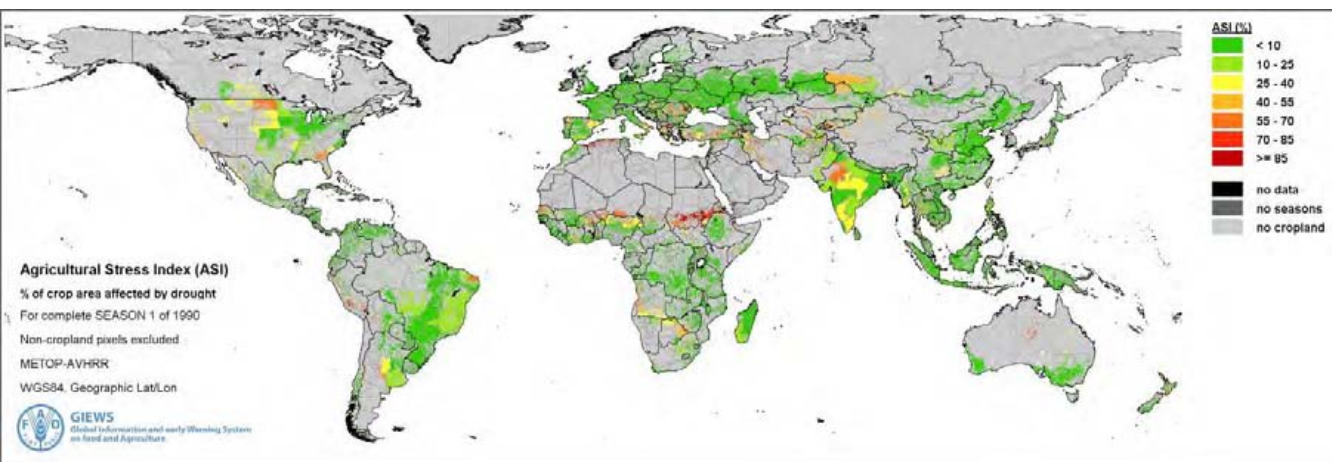 ASI (%)
< 10
10 - 25
25 - 40
40 - 55
55 - 70
70 - 85
>= 85
no data
no seasons
no cropland
Agricultural Stress Index (ASI)
% of crop area affected by drought
For complete SEASON 1 of 1990
Non-cropland pixels excluded
METOP-AVHRR
WGS84, Geographic Lat/Lon
F A O
GIEWS
Global Information and early Warning System
on food and Agriculture